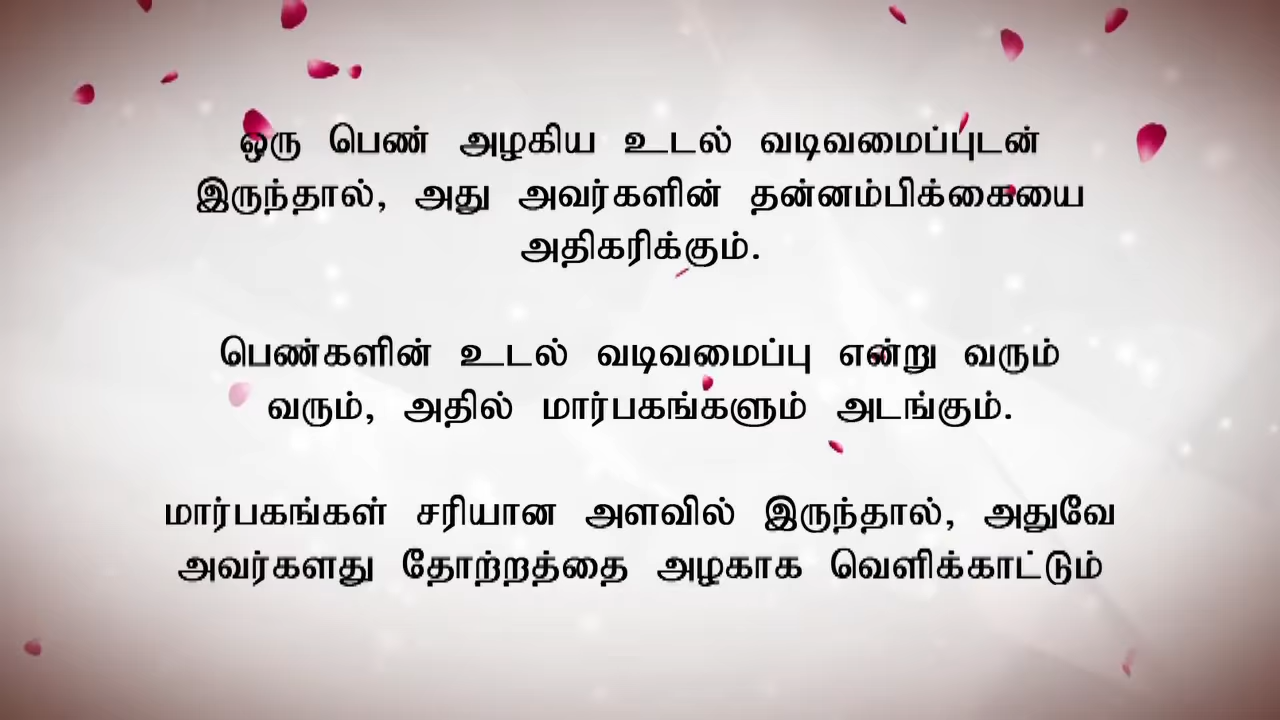 ஒரு பெண் அழகிய உடல் வடிவமைப்புடன்
இருந்தால், அது அவர்களின் தன்னம்பிக்கையை
அதிகரிக்கும்.
பெண்களின் உடல் வடிவமைப்பு என்று வரும்
வரும், அதில் மார்பகங்களும் அடங்கும்.
மார்பகங்கள் சரியான அளவில் இருந்தால், அதுவே
அவர்களது தோற்றத்தை அழகாக வெளிக்காட்டும்